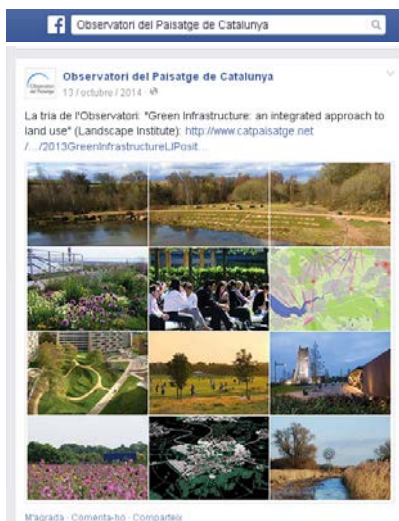 Observatori del Paisatge de Catalunya
Observatori del Paisatge de Catalunya
13 / octubre / 2014
La tria de l'Observatori: "Green Infrastructure: an integrated approach to
land use" (Landscape Institute): http://www.catpaisatge.net
/.../2013GreenInfrastructureLIPosit...
M'agrada · Comenta-ho · Comparteix